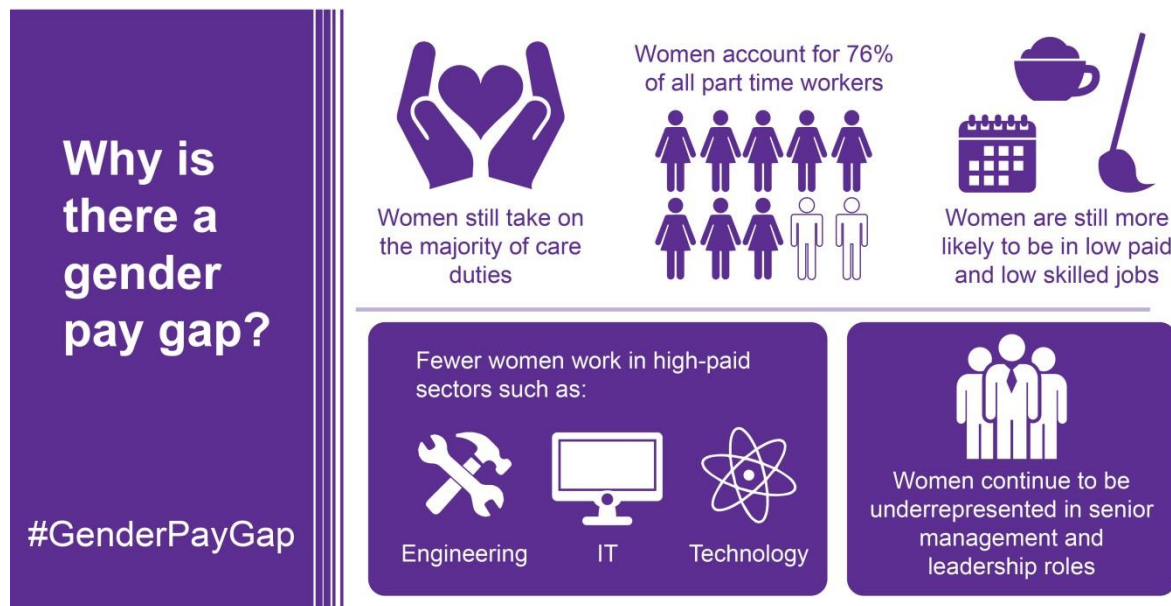 Why is
there a
gender
pay gap?
#GenderPayGap
Women still take on
the majority of care
duties
Women account for 76%
of all part time workers
Women are still more
likely to be in low paid
and low skilled jobs
Fewer women work in high-paid
sectors such as:
Engineering
IT
Technology
Women continue to be
underrepresented in senior
management and
leadership roles